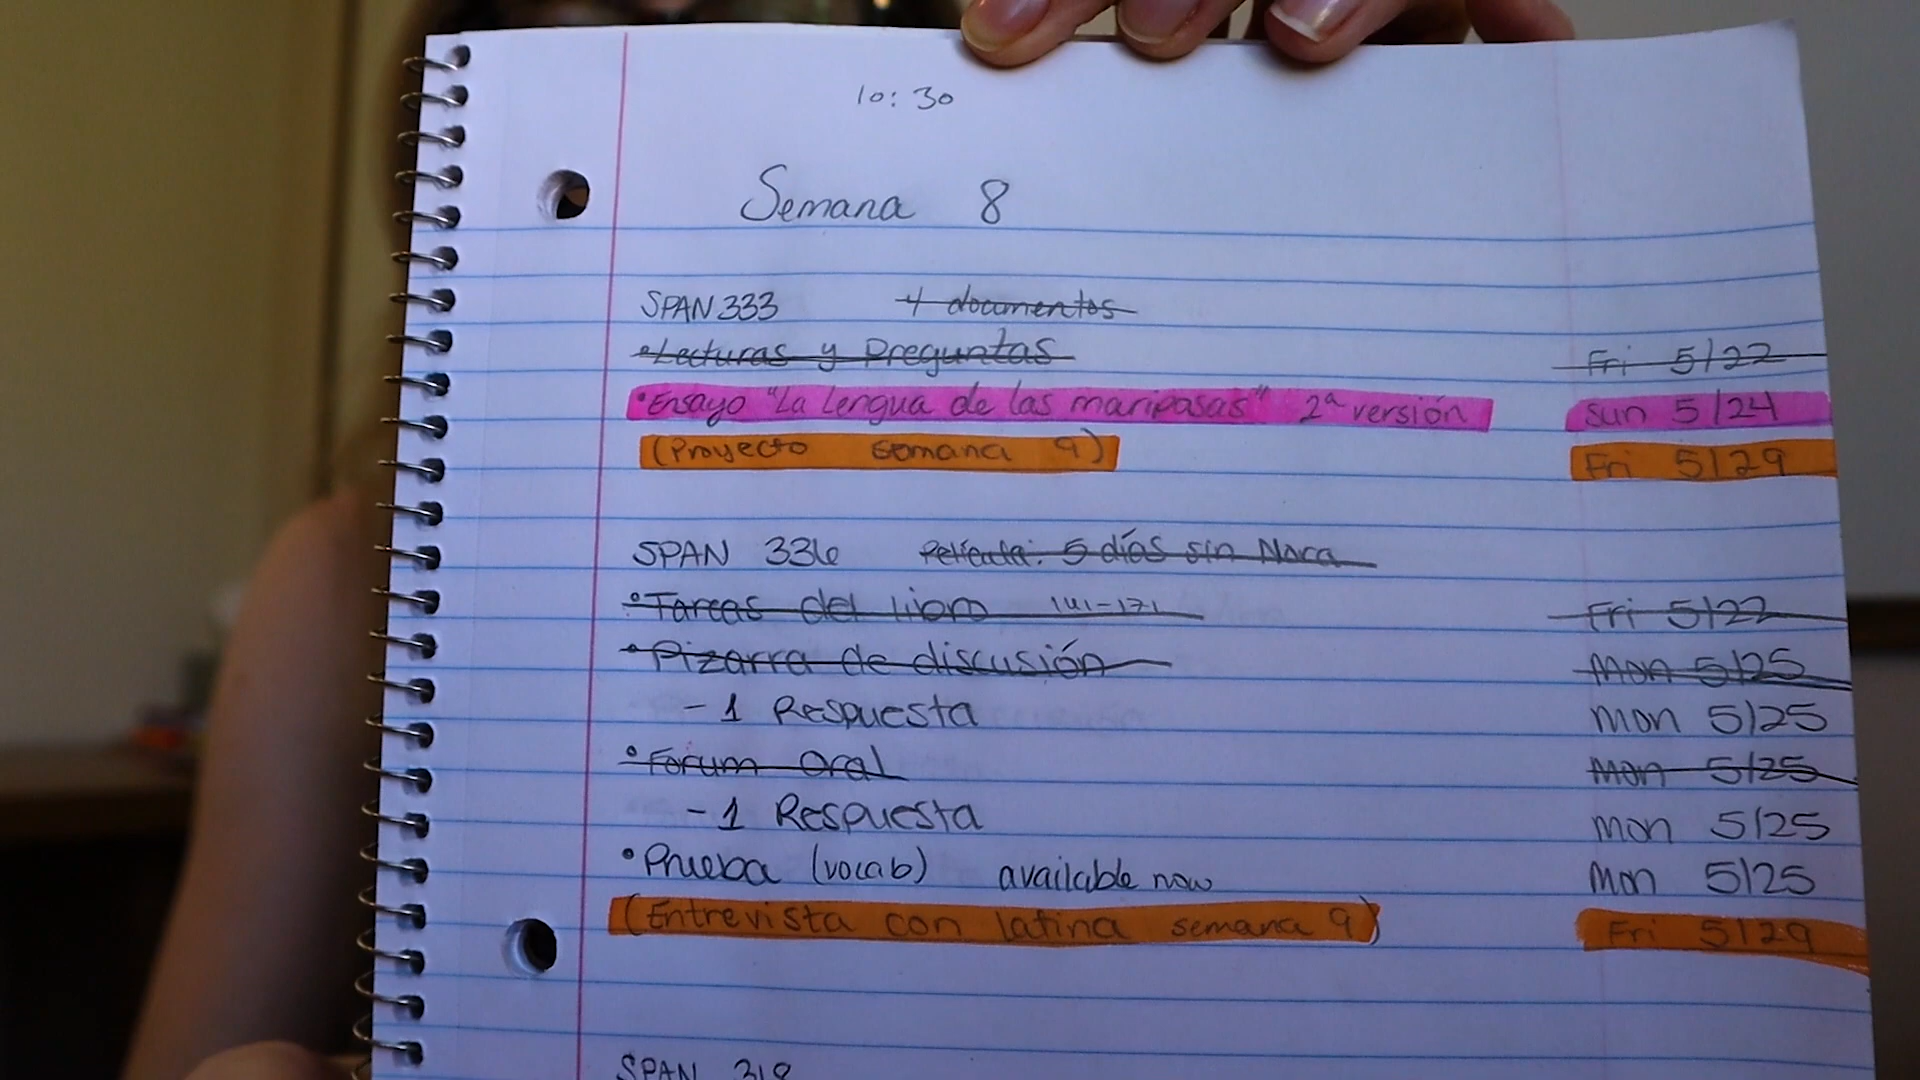 10:30
Semana 8
SPAN 333 4 documentos
•Lecturas y Preguntas Fri 5/22
•Ensayo "La lengua de las maripasas" 2ª versión Sun 5/24
(Proyecto semana 9) Fri 5/29
SPAN 336 Película: 5 días sin Nora
•Tareas del libro 141-171 Fri 5/22
•Pizarra de discusión Mon 5/25
- 1 Respuesta Mon 5/25
•Forum Oral Mon 5/25
- 1 Respuesta Mon 5/25
•Prueba (vocab) available now Mon 5/25
(Entrevista con latina semana 9) Fri 5/29
SPAN 318